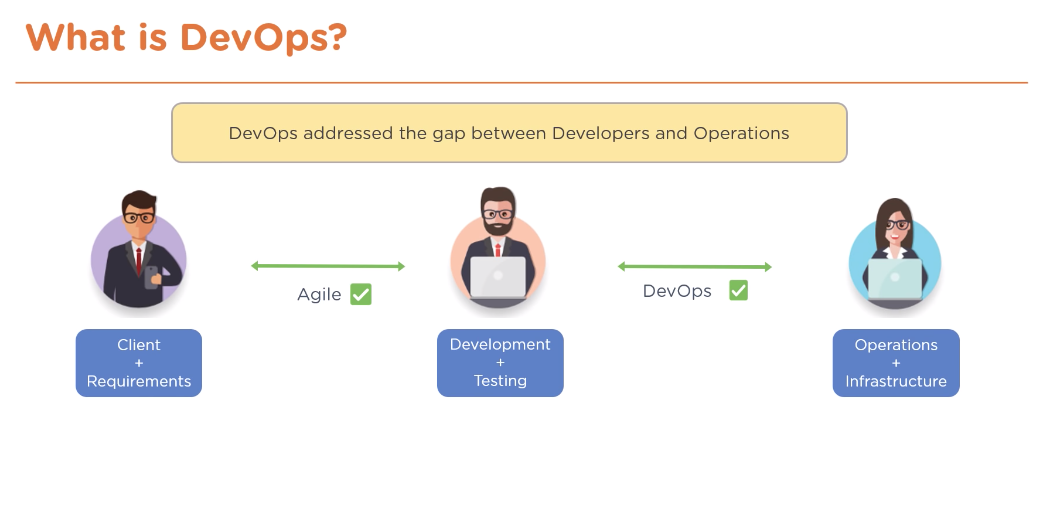 What is DevOps?
DevOps addressed the gap between Developers and Operations
Agile
DevOps
Client
+
Requirements
Development
+
Testing
Operations
+
Infrastructure